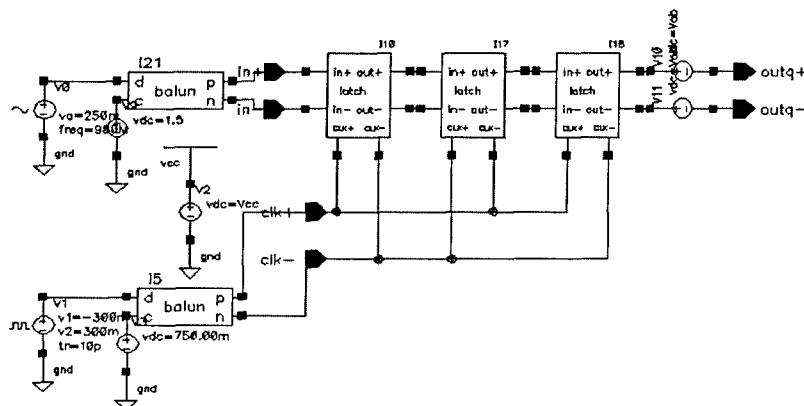 I21
v0
d p
balun
c n
va=250m
vdc=1.5
gnd
gnd
in+
I17
I18
in+ out+
latch
in- out-
CLK+ CLK-
in+ out+
latch
in- out-
CLK+ CLK-
in+ out+
latch
in- out-
CLK+ CLK-
V10
V11
outq+
outq-
vcc
v2
vdc=Vcc
gnd
clk+
clk-
I5
v1
d p
balun
c n
v1=-300m
v2=300m
tr=10p
vdc=750.00m
gnd
gnd